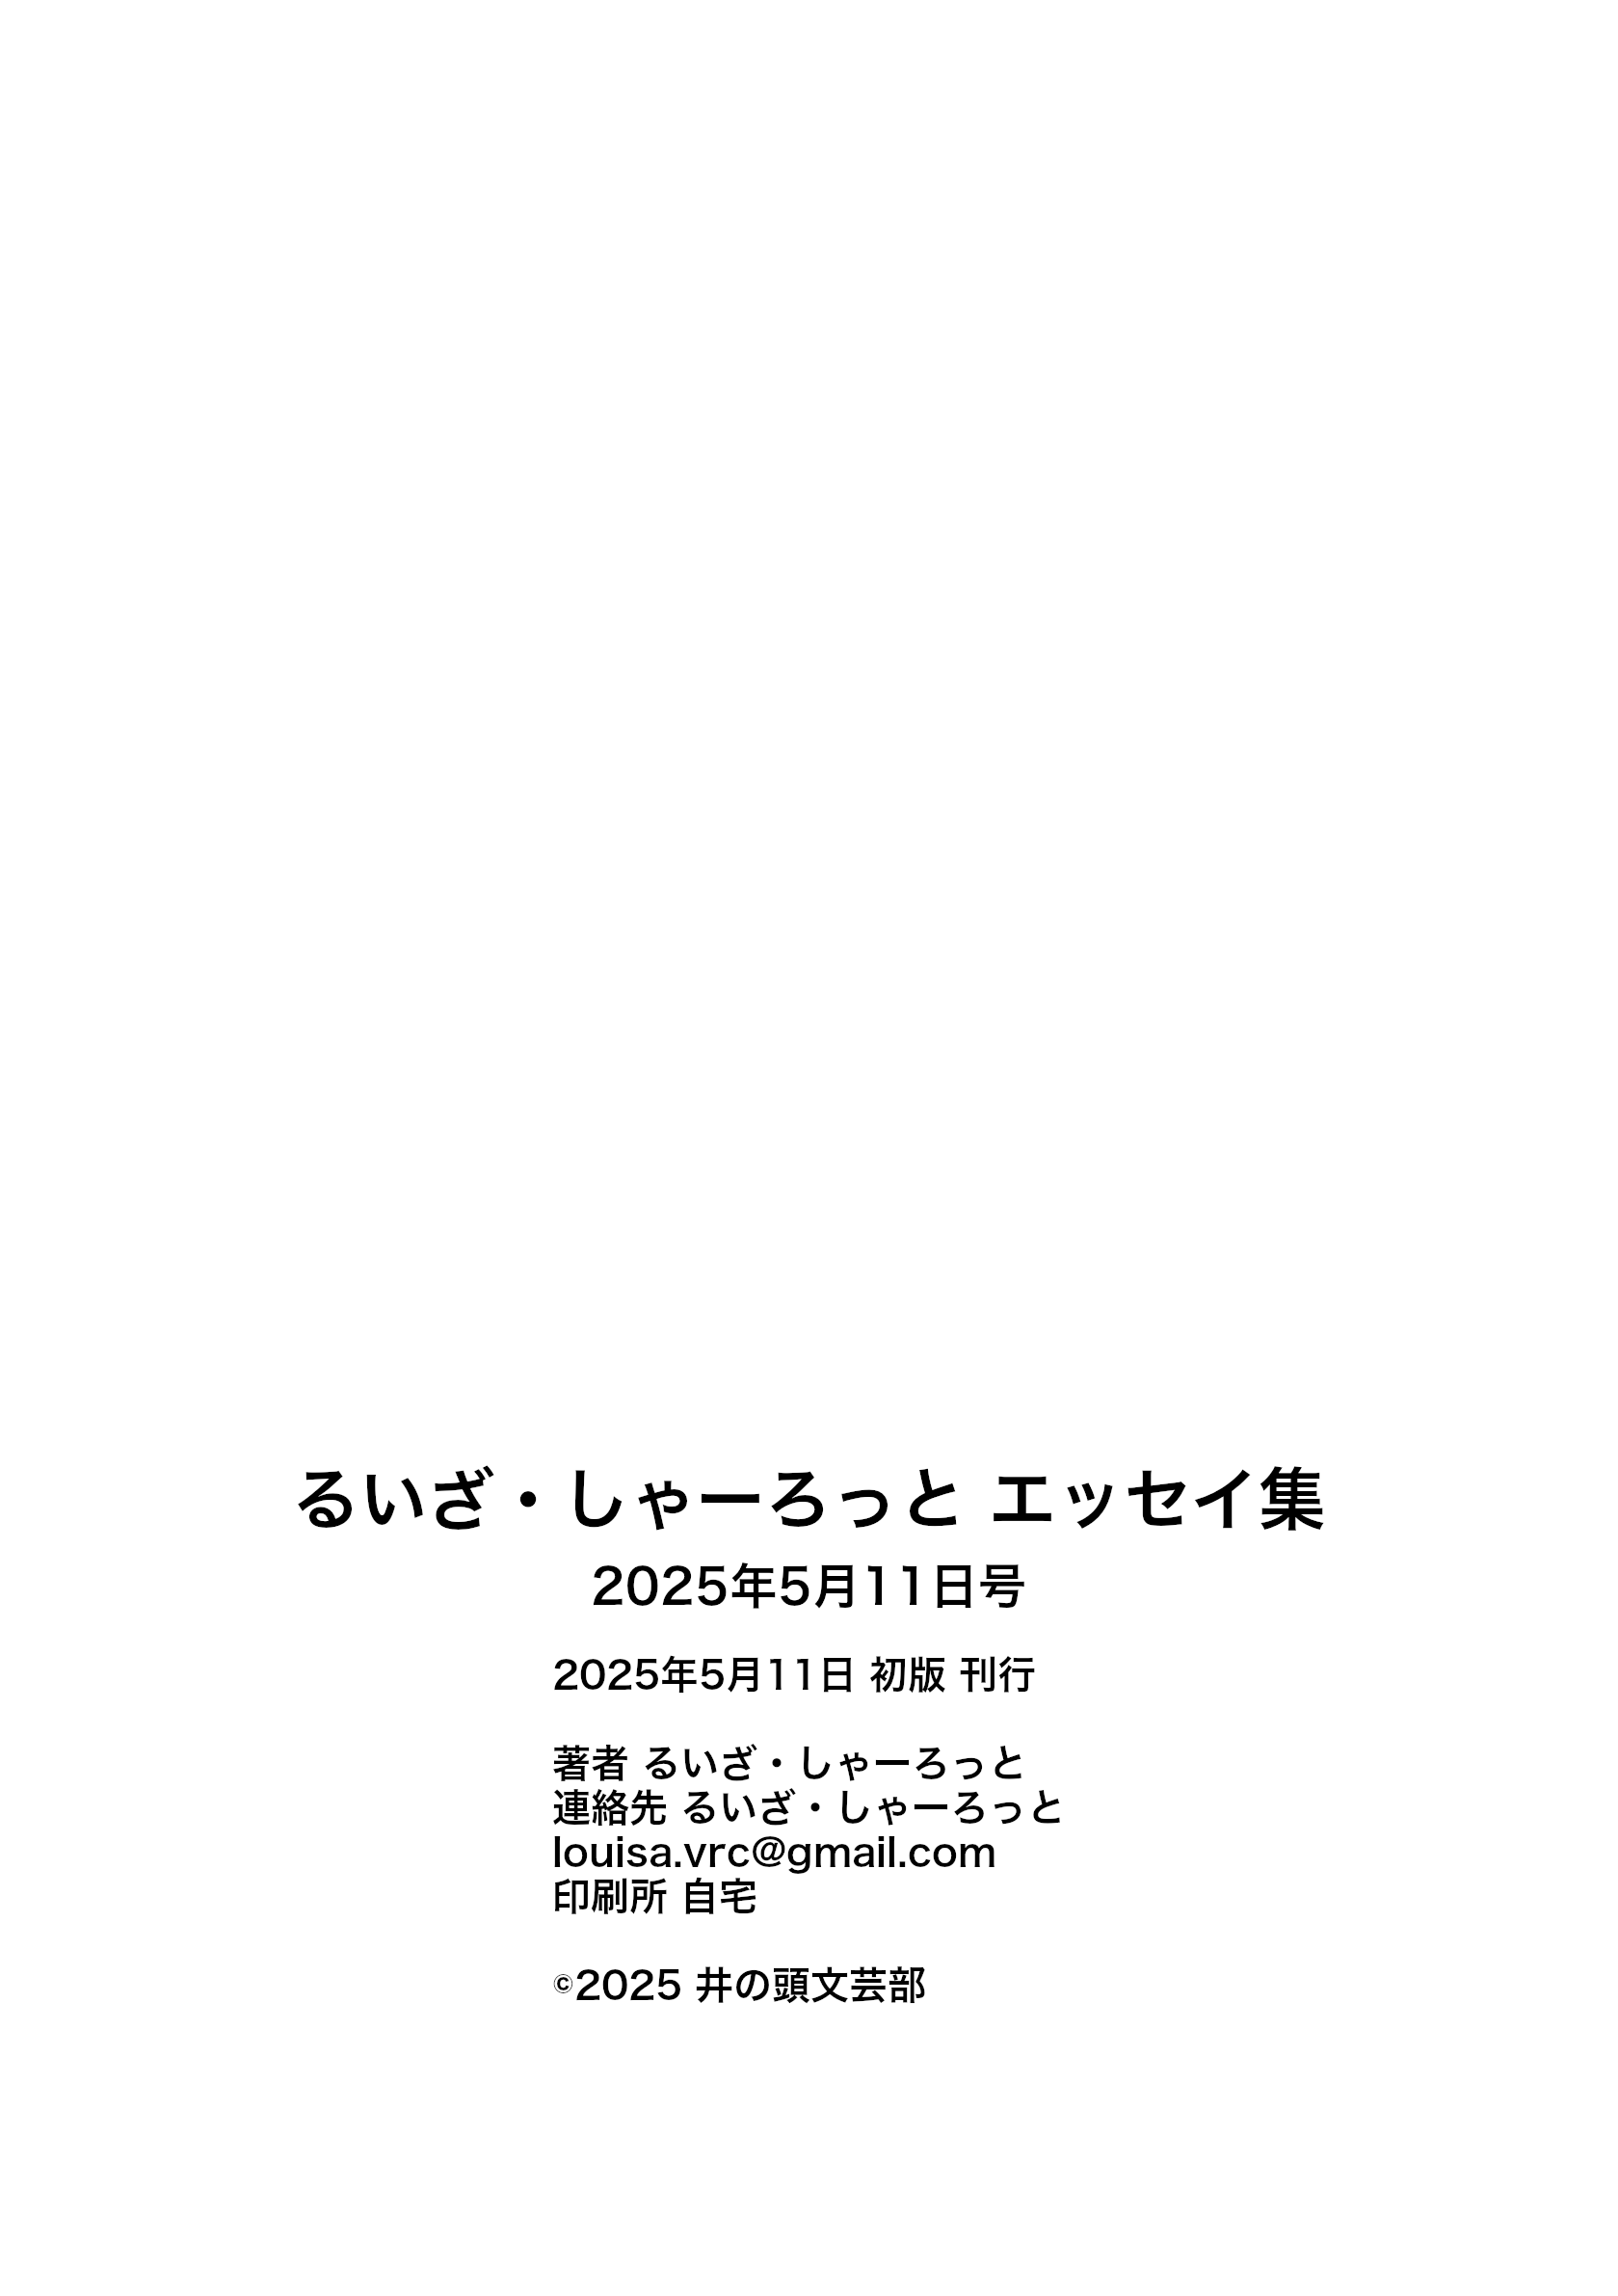 るいざ・しゃーろっと エッセイ集
2025年5月11日号
2025年5月11日 初版 刊行
著者 るいざ・しゃーろっと
連絡先 るいざ・しゃーろっと
louisa.vrc@gmail.com
印刷所 自宅
©2025 井の頭文芸部